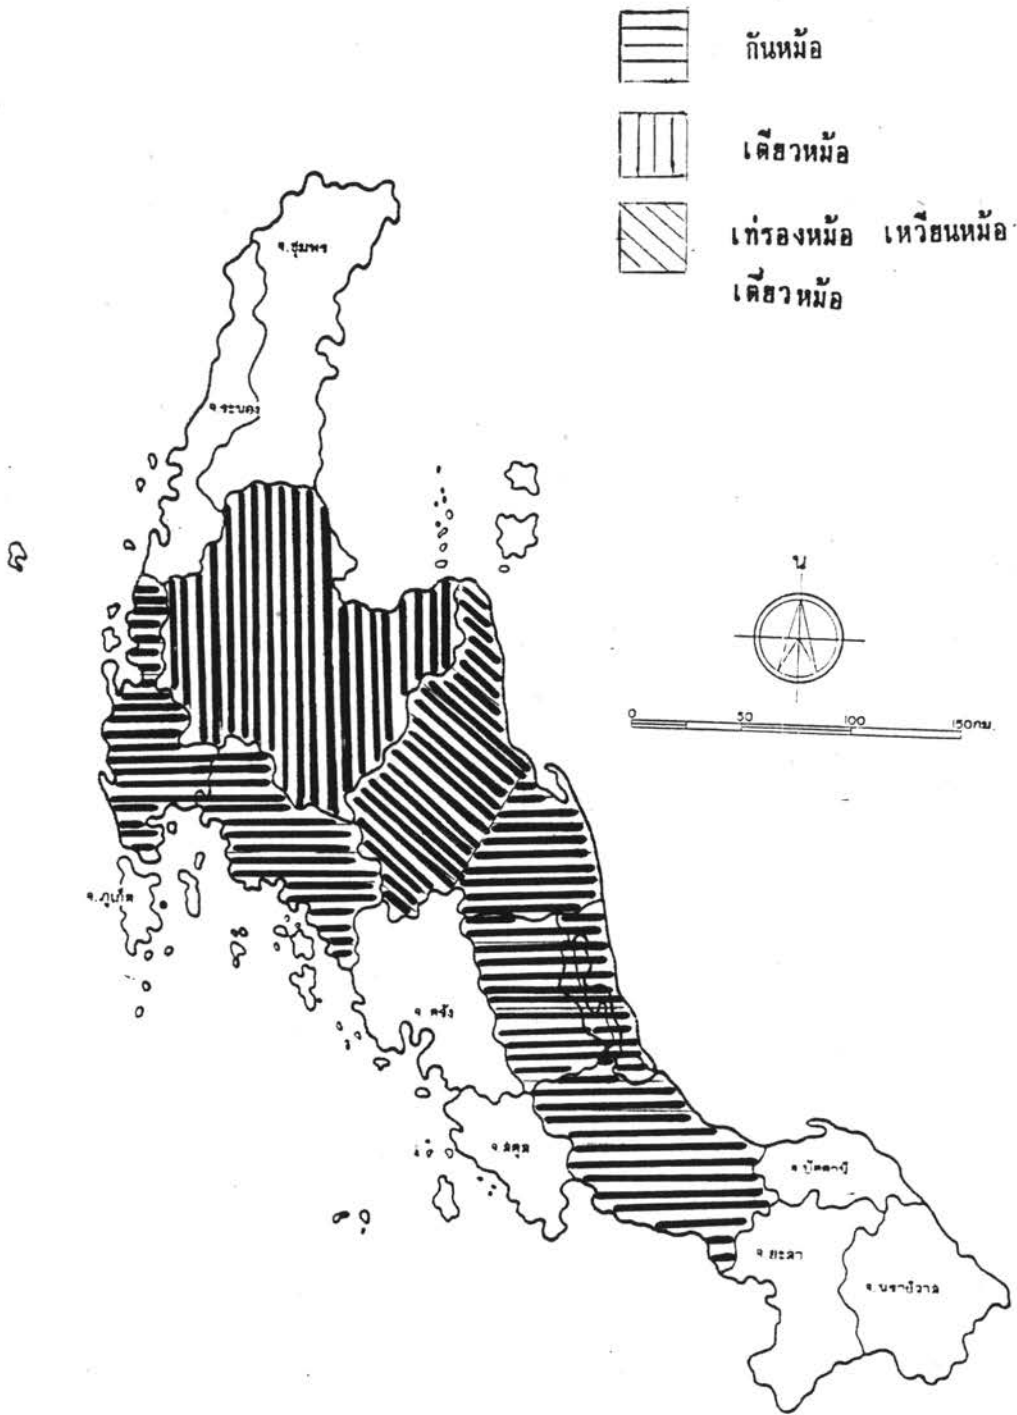 กันหม้อ
เตียวหม้อ
เท่รองหม้อ เหวียนหม้อ
เตี่ยวหม้อ
จ.ชุมพร
จ.ระนอง
น
0 50 100 150กม.
จ.ภูเก็ต
จ.ตรัง
จ.สตูล
จ.ปัตตานี
จ.ยะลา
จ.นราธิวาส